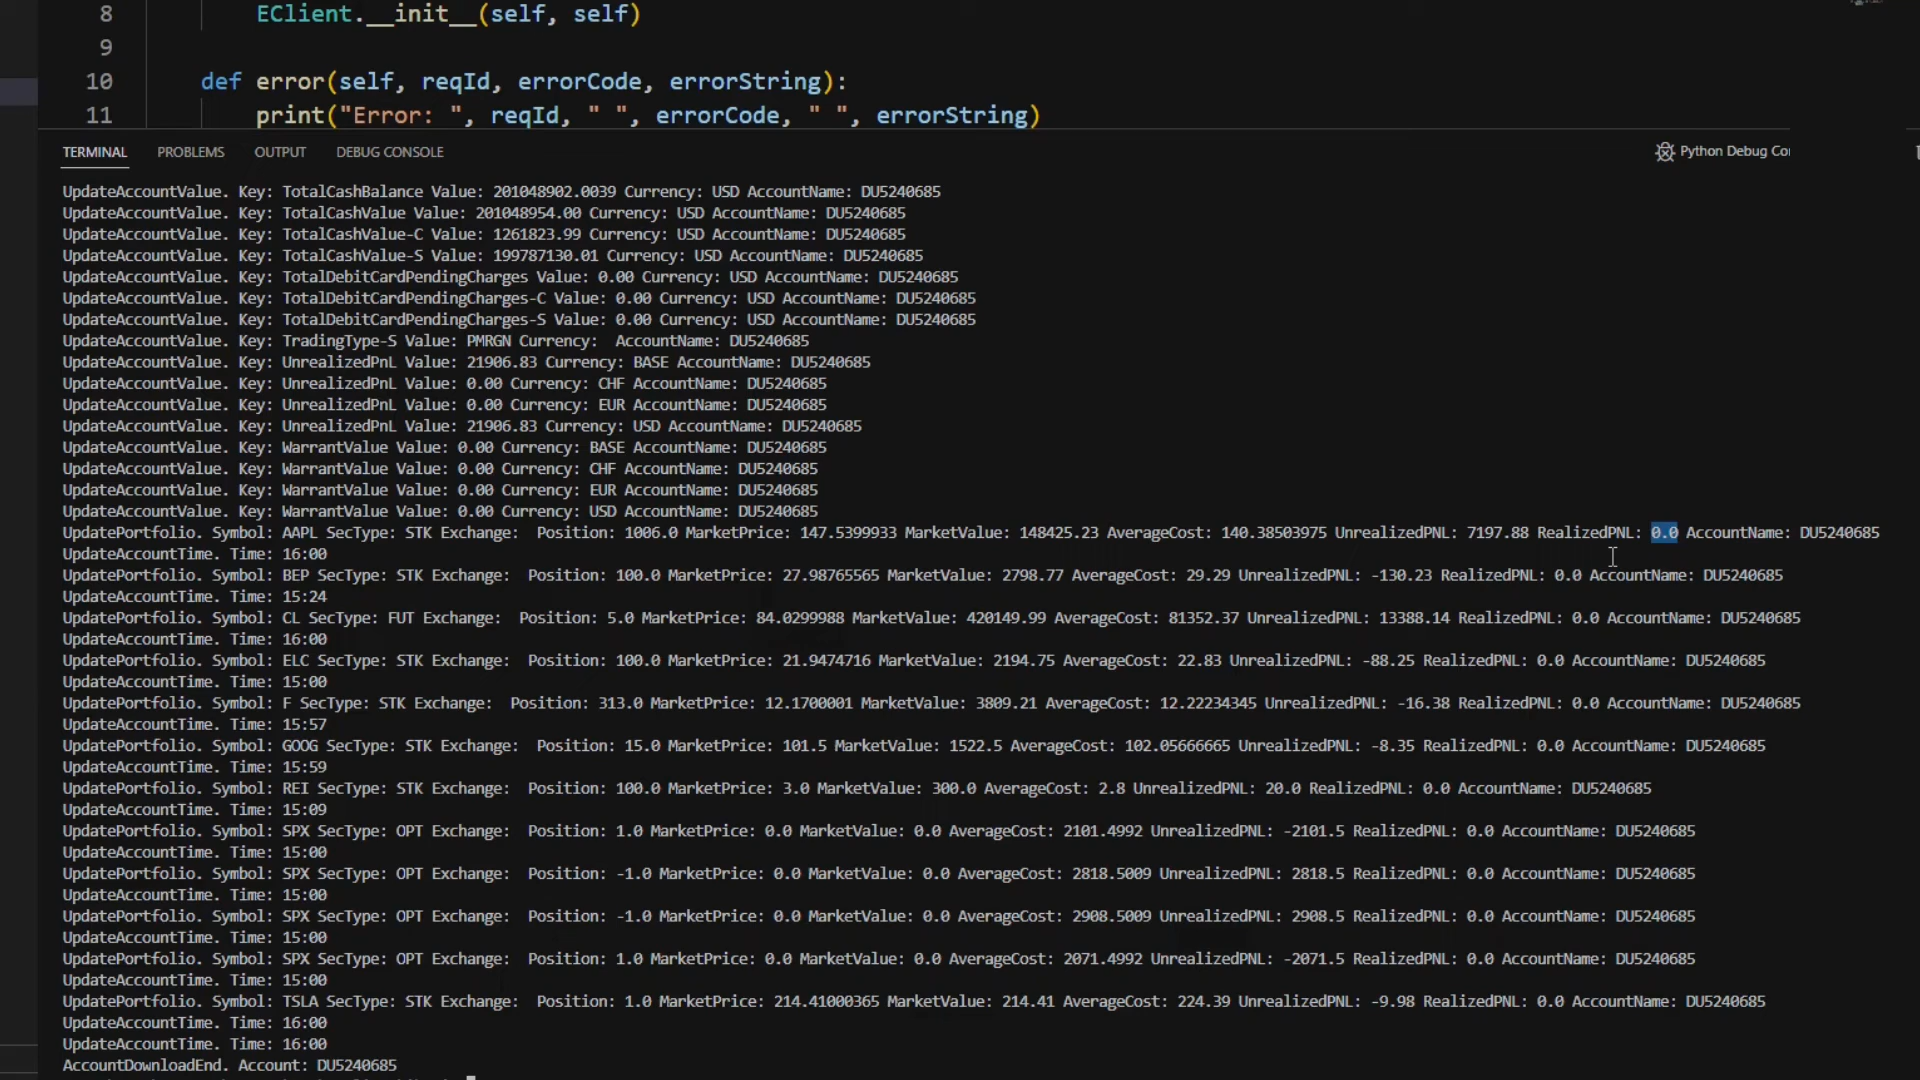 8 EClient.__init__(self, self)
9
10 def error(self, reqId, errorCode, errorString):
11 print("Error: ", reqId, " ", errorCode, " ", errorString)
TERMINAL PROBLEMS OUTPUT DEBUG CONSOLE Python Debug Co
UpdateAccountValue. Key: TotalCashBalance Value: 201048902.0039 Currency: USD AccountName: DU5240685
UpdateAccountValue. Key: TotalCashValue Value: 201048954.00 Currency: USD AccountName: DU5240685
UpdateAccountValue. Key: TotalCashValue-C Value: 1261823.99 Currency: USD AccountName: DU5240685
UpdateAccountValue. Key: TotalCashValue-S Value: 199787130.01 Currency: USD AccountName: DU5240685
UpdateAccountValue. Key: TotalDebitCardPendingCharges Value: 0.00 Currency: USD AccountName: DU5240685
UpdateAccountValue. Key: TotalDebitCardPendingCharges-C Value: 0.00 Currency: USD AccountName: DU5240685
UpdateAccountValue. Key: TotalDebitCardPendingCharges-S Value: 0.00 Currency: USD AccountName: DU5240685
UpdateAccountValue. Key: TradingType-S Value: PMRGN Currency:  AccountName: DU5240685
UpdateAccountValue. Key: UnrealizedPnL Value: 21906.83 Currency: BASE AccountName: DU5240685
UpdateAccountValue. Key: UnrealizedPnL Value: 0.00 Currency: CHF AccountName: DU5240685
UpdateAccountValue. Key: UnrealizedPnL Value: 0.00 Currency: EUR AccountName: DU5240685
UpdateAccountValue. Key: UnrealizedPnL Value: 21906.83 Currency: USD AccountName: DU5240685
UpdateAccountValue. Key: WarrantValue Value: 0.00 Currency: BASE AccountName: DU5240685
UpdateAccountValue. Key: WarrantValue Value: 0.00 Currency: CHF AccountName: DU5240685
UpdateAccountValue. Key: WarrantValue Value: 0.00 Currency: EUR AccountName: DU5240685
UpdateAccountValue. Key: WarrantValue Value: 0.00 Currency: USD AccountName: DU5240685
UpdatePortfolio. Symbol: AAPL SecType: STK Exchange:  Position: 1006.0 MarketPrice: 147.5399933 MarketValue: 148425.23 AverageCost: 140.38503975 UnrealizedPNL: 7197.88 RealizedPNL: 0.0 AccountName: DU5240685
UpdateAccountTime. Time: 16:00
UpdatePortfolio. Symbol: BEP SecType: STK Exchange:  Position: 100.0 MarketPrice: 27.98765565 MarketValue: 2798.77 AverageCost: 29.29 UnrealizedPNL: -130.23 RealizedPNL: 0.0 AccountName: DU5240685
UpdateAccountTime. Time: 15:24
UpdatePortfolio. Symbol: CL SecType: FUT Exchange:  Position: 5.0 MarketPrice: 84.0299988 MarketValue: 420149.99 AverageCost: 81352.37 UnrealizedPNL: 13388.14 RealizedPNL: 0.0 AccountName: DU5240685
UpdateAccountTime. Time: 16:00
UpdatePortfolio. Symbol: ELC SecType: STK Exchange:  Position: 100.0 MarketPrice: 21.9474716 MarketValue: 2194.75 AverageCost: 22.83 UnrealizedPNL: -88.25 RealizedPNL: 0.0 AccountName: DU5240685
UpdateAccountTime. Time: 15:00
UpdatePortfolio. Symbol: F SecType: STK Exchange:  Position: 313.0 MarketPrice: 12.1700001 MarketValue: 3809.21 AverageCost: 12.22234345 UnrealizedPNL: -16.38 RealizedPNL: 0.0 AccountName: DU5240685
UpdateAccountTime. Time: 15:57
UpdatePortfolio. Symbol: GOOG SecType: STK Exchange:  Position: 15.0 MarketPrice: 101.5 MarketValue: 1522.5 AverageCost: 102.05666665 UnrealizedPNL: -8.35 RealizedPNL: 0.0 AccountName: DU5240685
UpdateAccountTime. Time: 15:59
UpdatePortfolio. Symbol: REI SecType: STK Exchange:  Position: 100.0 MarketPrice: 3.0 MarketValue: 300.0 AverageCost: 2.8 UnrealizedPNL: 20.0 RealizedPNL: 0.0 AccountName: DU5240685
UpdateAccountTime. Time: 15:09
UpdatePortfolio. Symbol: SPX SecType: OPT Exchange:  Position: 1.0 MarketPrice: 0.0 MarketValue: 0.0 AverageCost: 2101.4992 UnrealizedPNL: -2101.5 RealizedPNL: 0.0 AccountName: DU5240685
UpdateAccountTime. Time: 15:00
UpdatePortfolio. Symbol: SPX SecType: OPT Exchange:  Position: -1.0 MarketPrice: 0.0 MarketValue: 0.0 AverageCost: 2818.5009 UnrealizedPNL: 2818.5 RealizedPNL: 0.0 AccountName: DU5240685
UpdateAccountTime. Time: 15:00
UpdatePortfolio. Symbol: SPX SecType: OPT Exchange:  Position: -1.0 MarketPrice: 0.0 MarketValue: 0.0 AverageCost: 2908.5009 UnrealizedPNL: 2908.5 RealizedPNL: 0.0 AccountName: DU5240685
UpdateAccountTime. Time: 15:00
UpdatePortfolio. Symbol: SPX SecType: OPT Exchange:  Position: 1.0 MarketPrice: 0.0 MarketValue: 0.0 AverageCost: 2071.4992 UnrealizedPNL: -2071.5 RealizedPNL: 0.0 AccountName: DU5240685
UpdateAccountTime. Time: 15:00
UpdatePortfolio. Symbol: TSLA SecType: STK Exchange:  Position: 1.0 MarketPrice: 214.41000365 MarketValue: 214.41 AverageCost: 224.39 UnrealizedPNL: -9.98 RealizedPNL: 0.0 AccountName: DU5240685
UpdateAccountTime. Time: 16:00
UpdateAccountTime. Time: 16:00
AccountDownloadEnd. Account: DU5240685